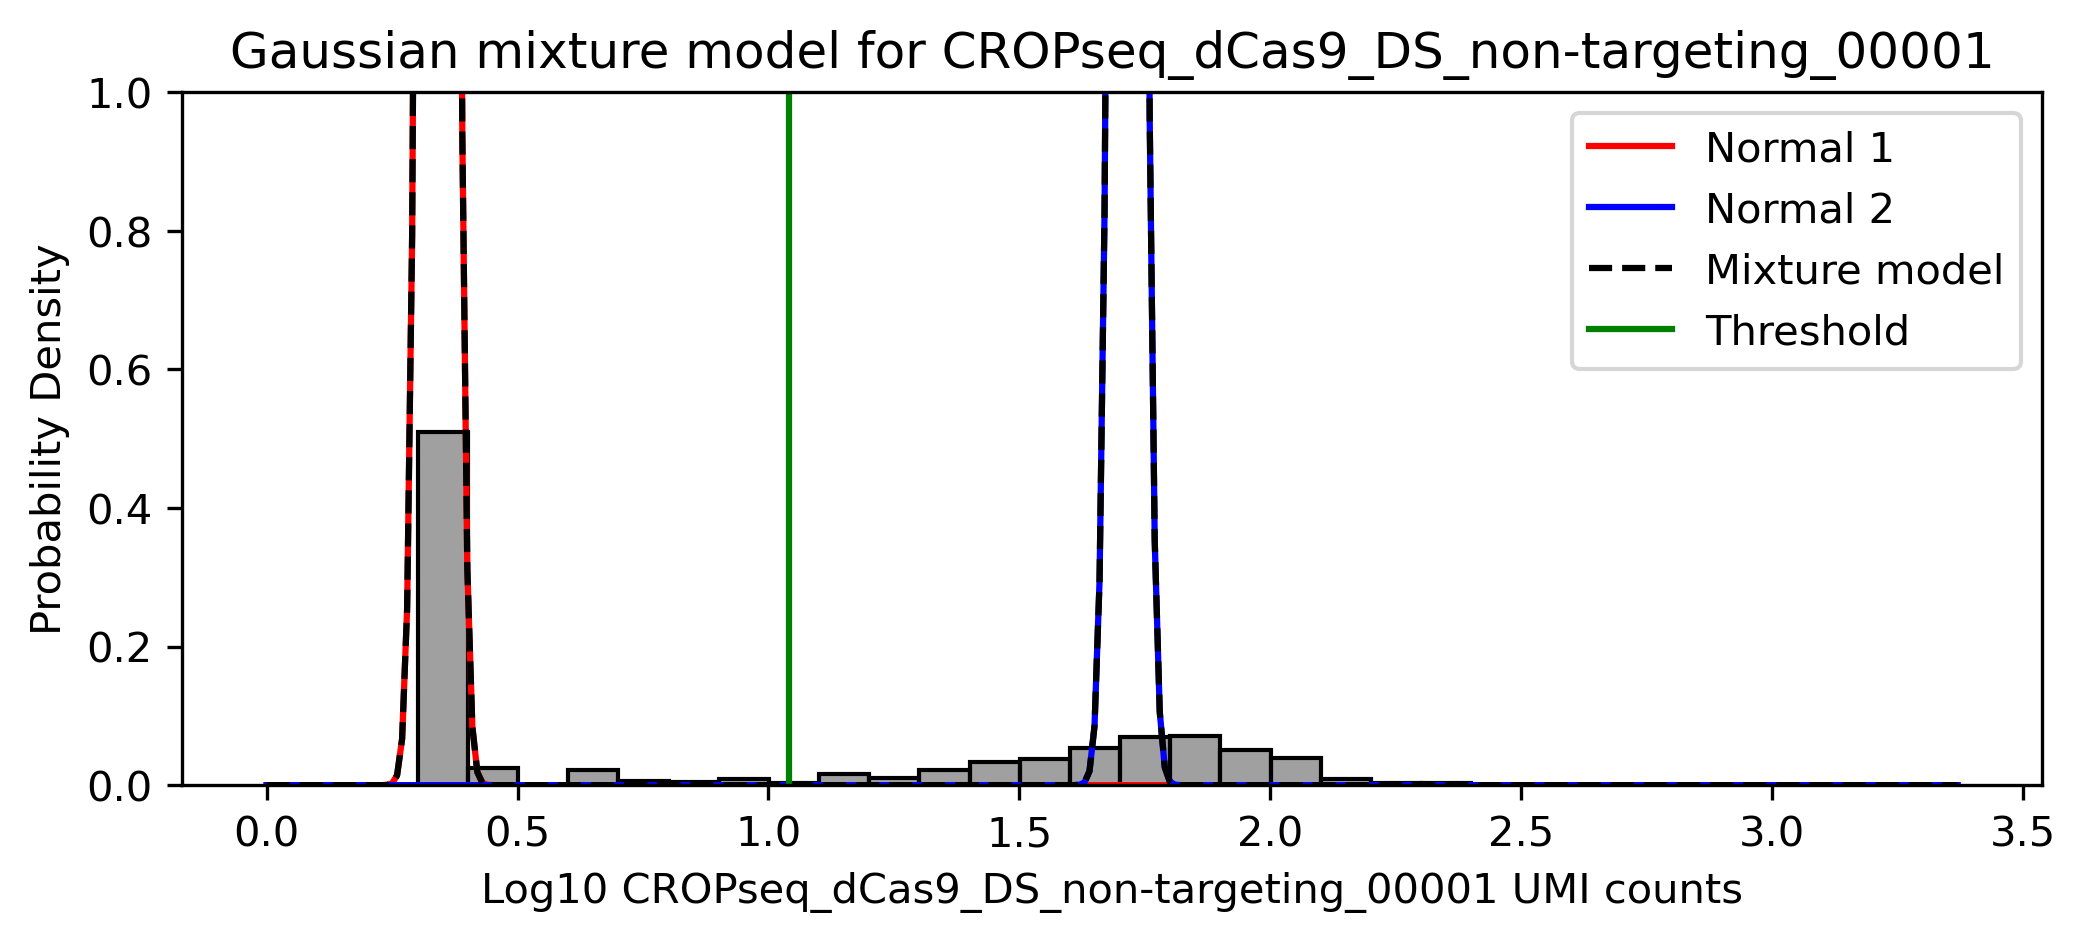 Gaussian mixture model for CROPseq_dCas9_DS_non-targeting_00001
1.0
0.8
0.6
0.4
0.2
0.0
Probability Density
Normal 1
Normal 2
Mixture model
Threshold
0.0 0.5 1.0 1.5 2.0 2.5 3.0 3.5
Log10 CROPseq_dCas9_DS_non-targeting_00001 UMI counts